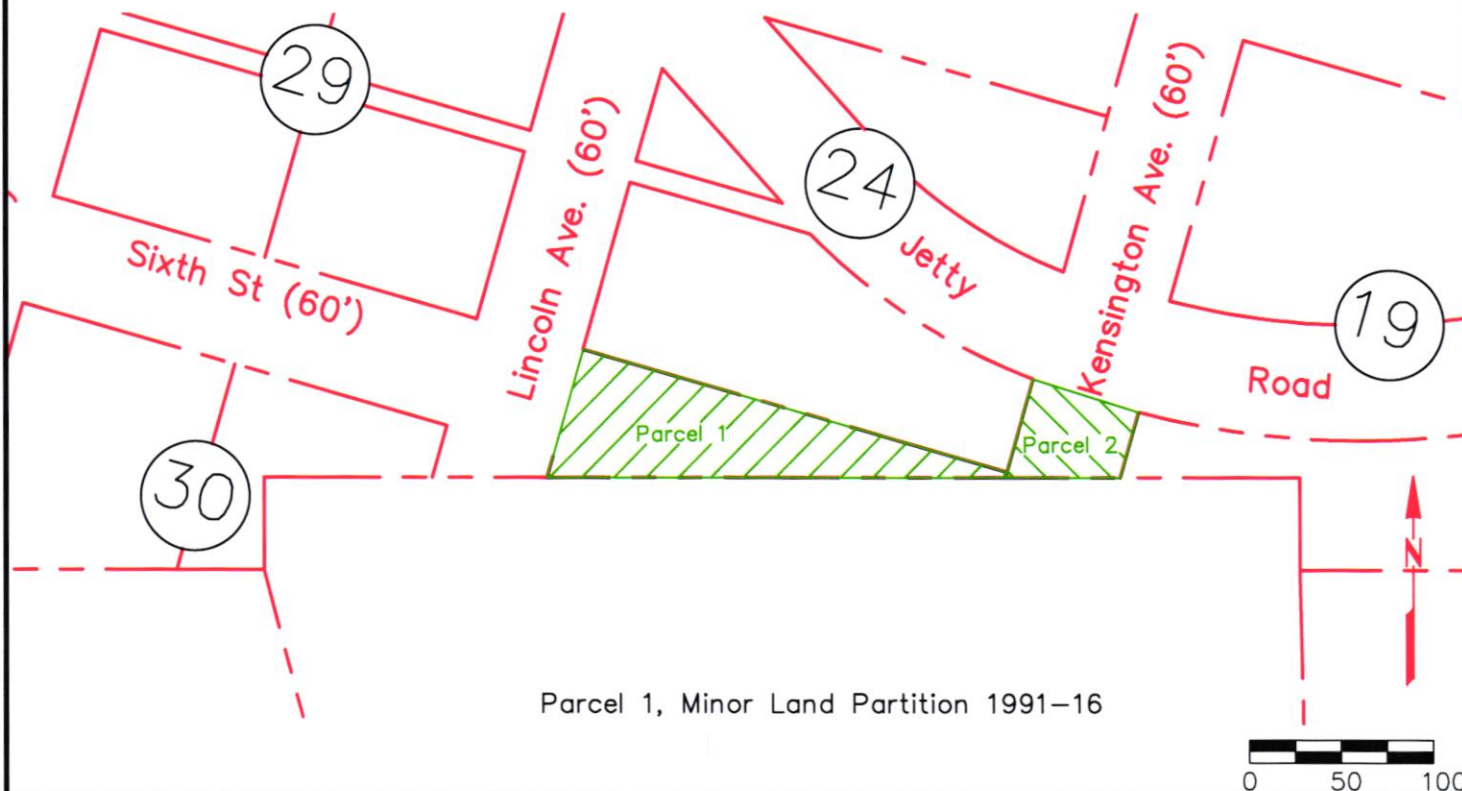 29
24
19
30
Sixth St (60')
Lincoln Ave. (60')
Jetty
Kensington Ave. (60')
Road
Parcel 1
Parcel 2
N
Parcel 1, Minor Land Partition 1991-16
0 50 100